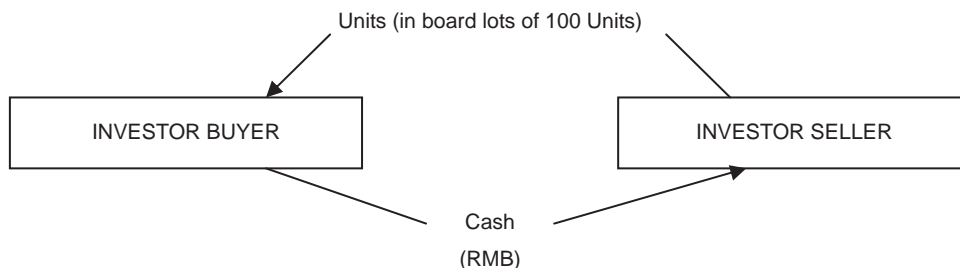 Units (in board lots of 100 Units)
INVESTOR BUYER
INVESTOR SELLER
Cash
(RMB)